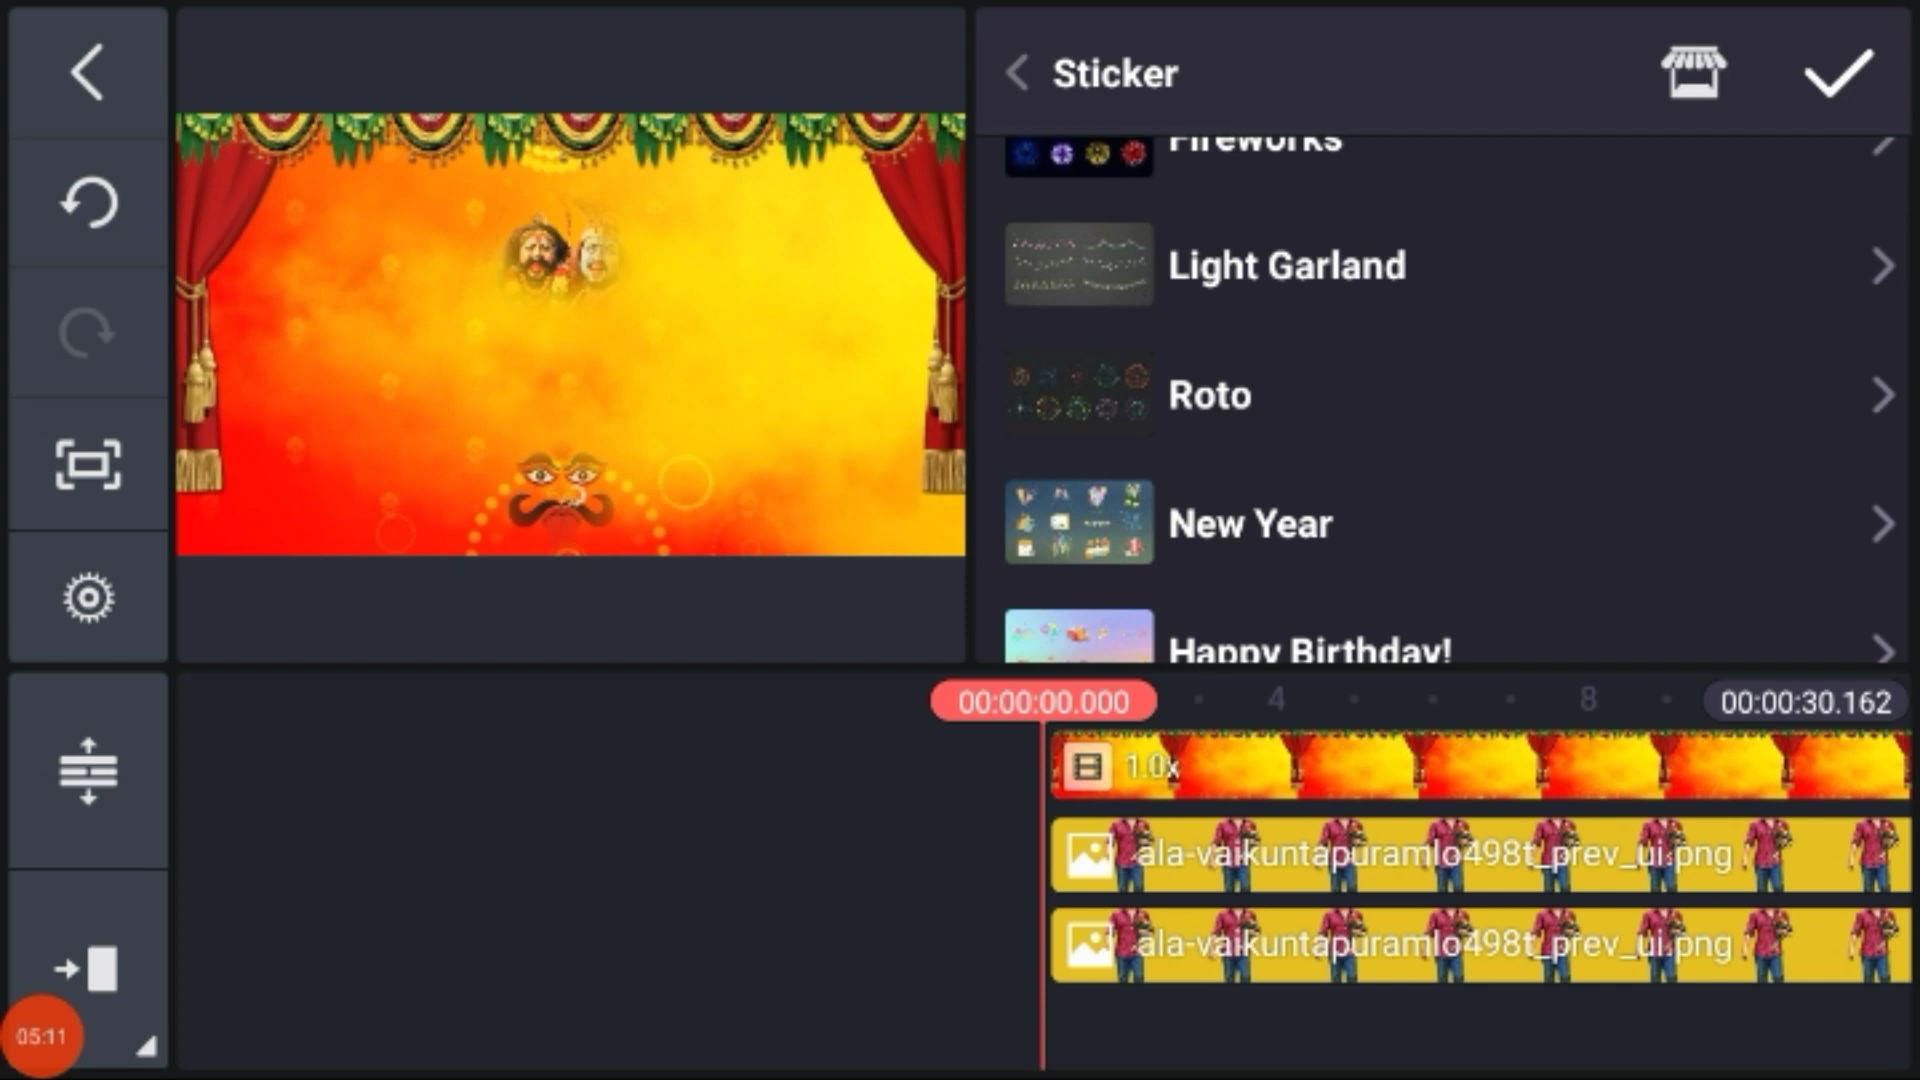 Sticker
Fireworks
Light Garland
Roto
New Year
Happy Birthday!
00:00:00.000
4
8
00:00:30.162
1.0x
ala-vaikuntapuramlo498t_prev_ui.png
ala-vaikuntapuramlo498t_prev_ui.png
05:11